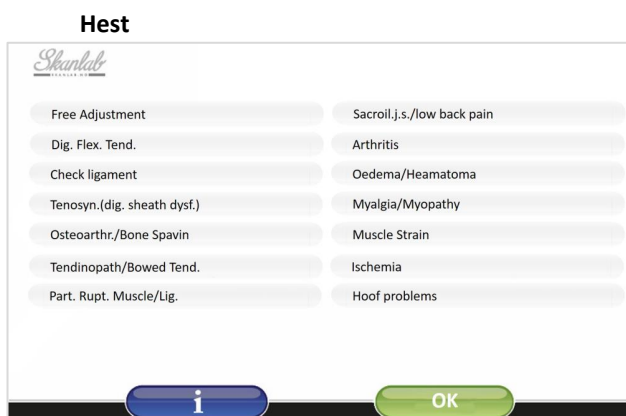 Hest
Skanlab
SKANLAB.NO
Free Adjustment
Dig. Flex. Tend.
Check ligament
Tenosyn.(dig. sheath dysf.)
Osteoarthr./Bone Spavin
Tendinopath/Bowed Tend.
Part. Rupt. Muscle/Lig.
Sacroil.j.s./low back pain
Arthritis
Oedema/Heamatoma
Myalgia/Myopathy
Muscle Strain
Ischemia
Hoof problems
i
OK